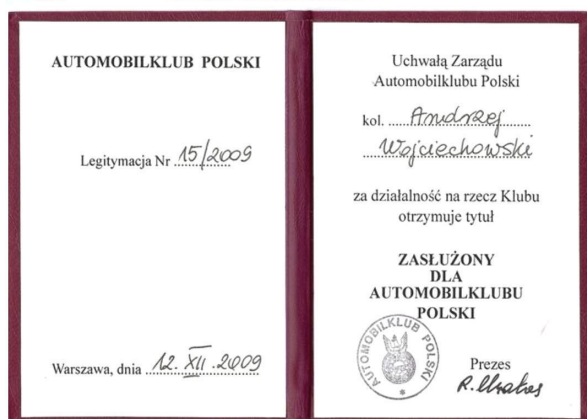 AUTOMOBILKLUB POLSKI
Legitymacja Nr 15/2009
Warszawa, dnia 12. XII. 2009
Uchwałą Zarządu
Automobilklubu Polski
kol. Andrzej
Wojciechowski
za działalność na rzecz Klubu
otrzymuje tytuł
ZASŁUŻONY
DLA
AUTOMOBILKLUBU
POLSKI
AUTOMOBILKLUB POLSKI
Prezes